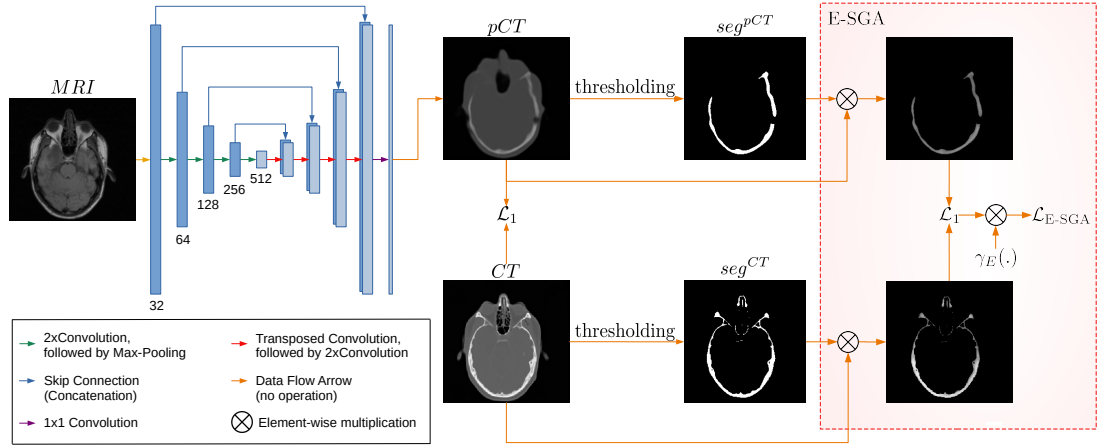 MRI
32
64
128
256
512
pCT
thresholding
seg^{pCT}
E-SGA
ℒ₁
CT
thresholding
seg^{CT}
ℒ₁
ℒ_{E-SGA}
γ_E(.)
2xConvolution,
followed by Max-Pooling
Skip Connection
(Concatenation)
1x1 Convolution
Transposed Convolution,
followed by 2xConvolution
Data Flow Arrow
(no operation)
Element-wise multiplication